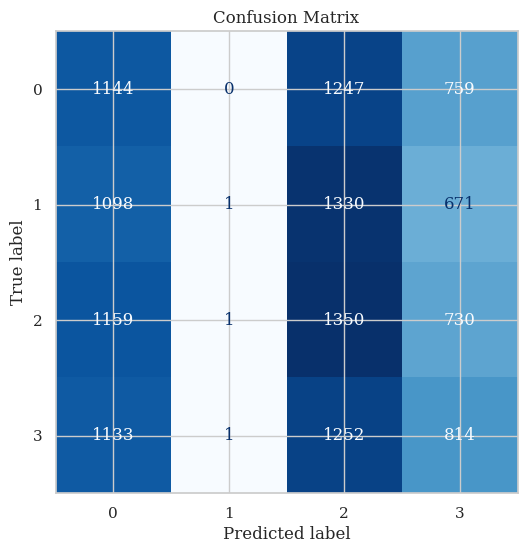 Confusion Matrix
True label
0 1144 0 1247 759
1 1098 1 1330 671
2 1159 1 1350 730
3 1133 1 1252 814
0 1 2 3
Predicted label